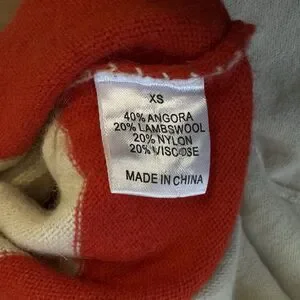 XS
40% ANGORA
20% LAMBSWOOL
20% NYLON
20% VISCOSE
MADE IN CHINA